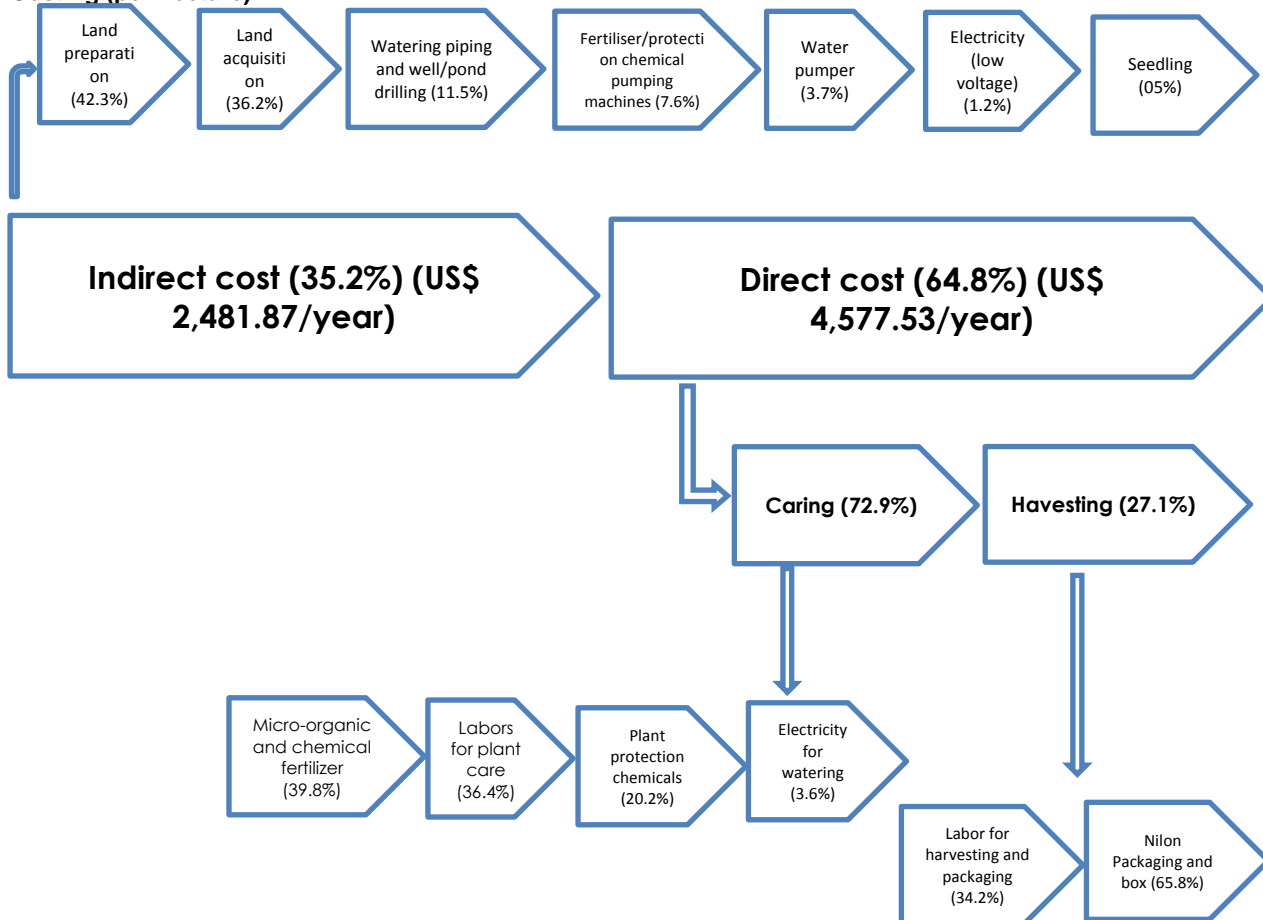 Land
preparati
on
(42.3%)
Land
acquisiti
on
(36.2%)
Watering piping
and well/pond
drilling (11.5%)
Fertiliser/protecti
on chemical
pumping
machines (7.6%)
Water
pumper
(3.7%)
Electricity
(low
voltage)
(1.2%)
Seedling
(05%)
Indirect cost (35.2%) (US$
2,481.87/year)
Direct cost (64.8%) (US$
4,577.53/year)
Caring (72.9%)
Havesting (27.1%)
Micro-organic
and chemical
fertilizer
(39.8%)
Labors
for plant
care
(36.4%)
Plant
protection
chemicals
(20.2%)
Electricity
for
watering
(3.6%)
Labor for
harvesting and
packaging
(34.2%)
Nilon
Packaging and
box (65.8%)